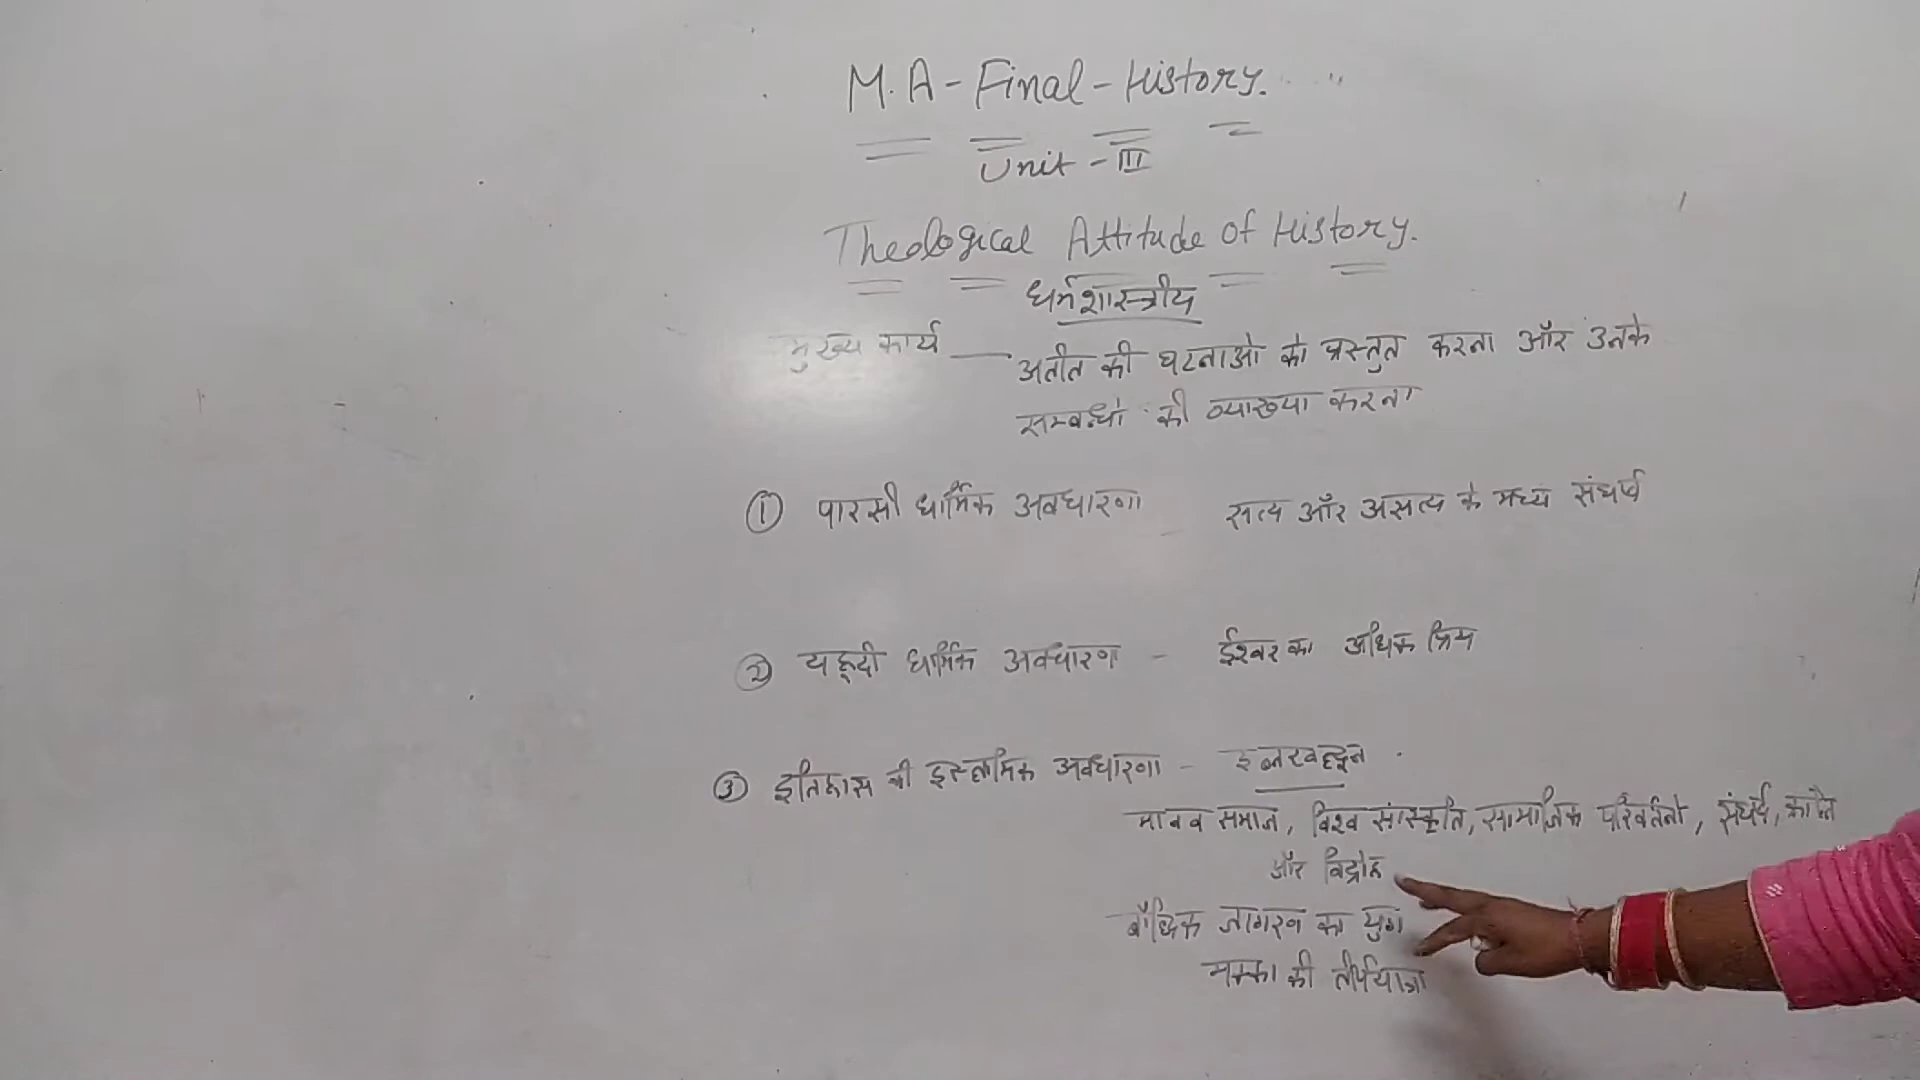 M.A - Final - History.
Unit - III
Theological Attitude of History.
धर्मशास्त्रीय
मुख्य कार्य — अतीत की घटनाओ को प्रस्तुत करना और उनके
सम्बन्धो की व्याख्या करना
① पारसी धार्मिक अवधारणा - सत्य और असत्य के मध्य संघर्ष
② यहूदी धार्मिक अवधारणा - ईश्वर का अधिक प्रिय
③ इतिहास की इस्लामिक अवधारणा -
मानव समाज, विश्व संस्कृति, सामाजिक परिवर्तनो, संघर्ष, क्रान्ति
और विद्रोह
बौद्धिक जागरण का युग
मक्का की तीर्थयात्रा